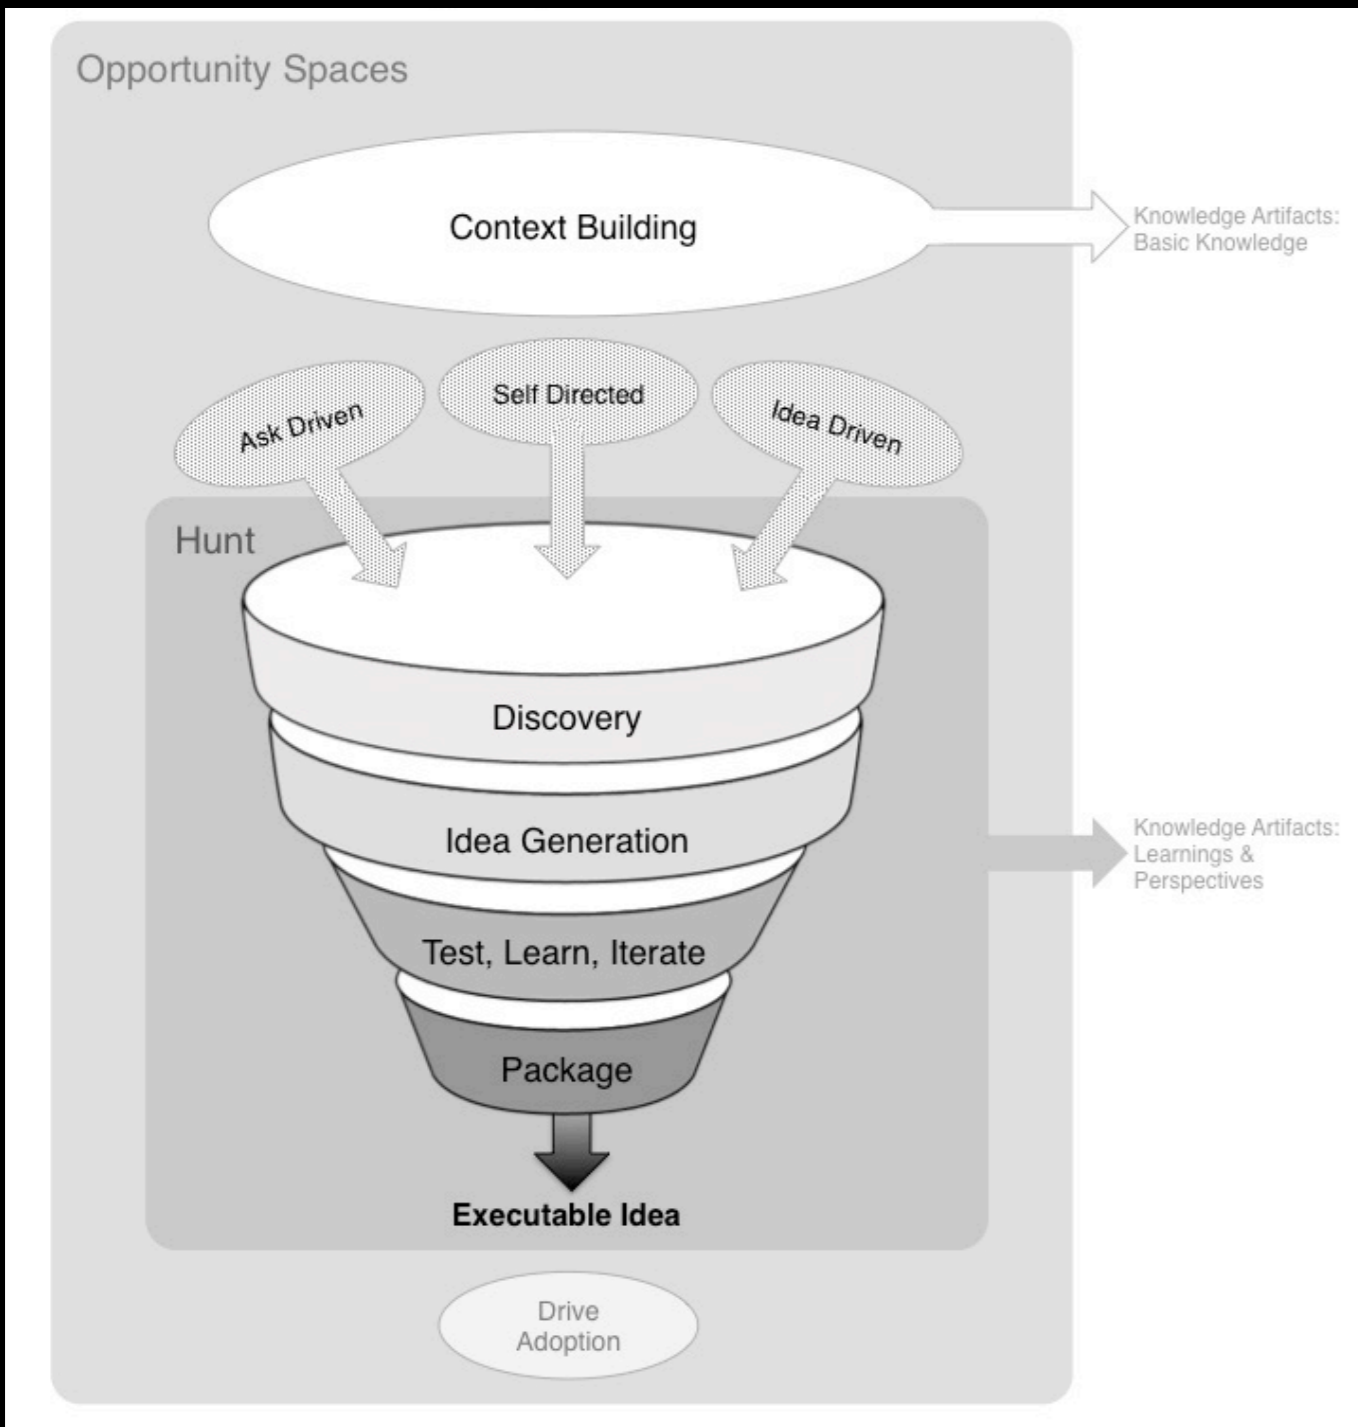 Opportunity Spaces
Context Building
Knowledge Artifacts:
Basic Knowledge
Ask Driven
Self Directed
Idea Driven
Hunt
Discovery
Idea Generation
Knowledge Artifacts:
Learnings &
Perspectives
Test, Learn, Iterate
Package
Executable Idea
Drive
Adoption